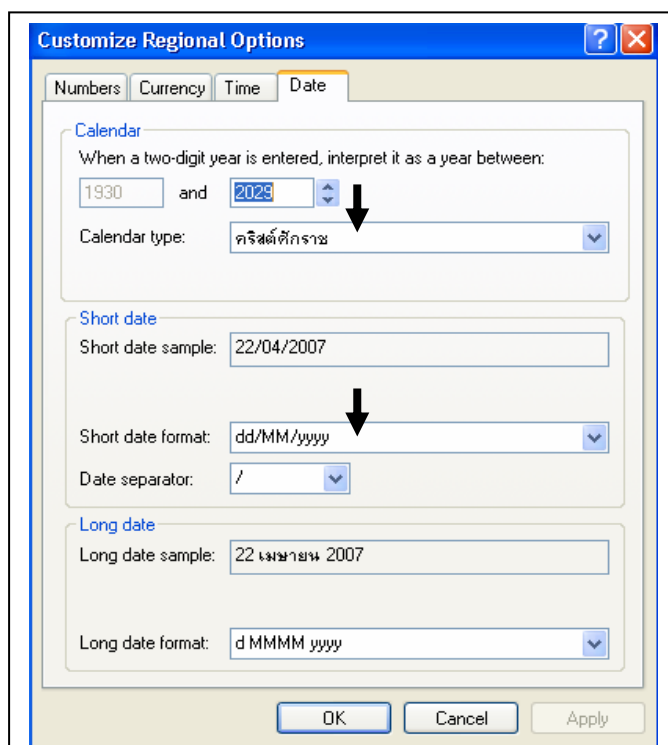 Customize Regional Options
Numbers Currency Time Date
Calendar
When a two-digit year is entered, interpret it as a year between:
1930 and 2029
Calendar type: คริสต์ศักราช
Short date
Short date sample: 22/04/2007
Short date format: dd/MM/yyyy
Date separator: /
Long date
Long date sample: 22 เมษายน 2007
Long date format: d MMMM yyyy
OK Cancel Apply